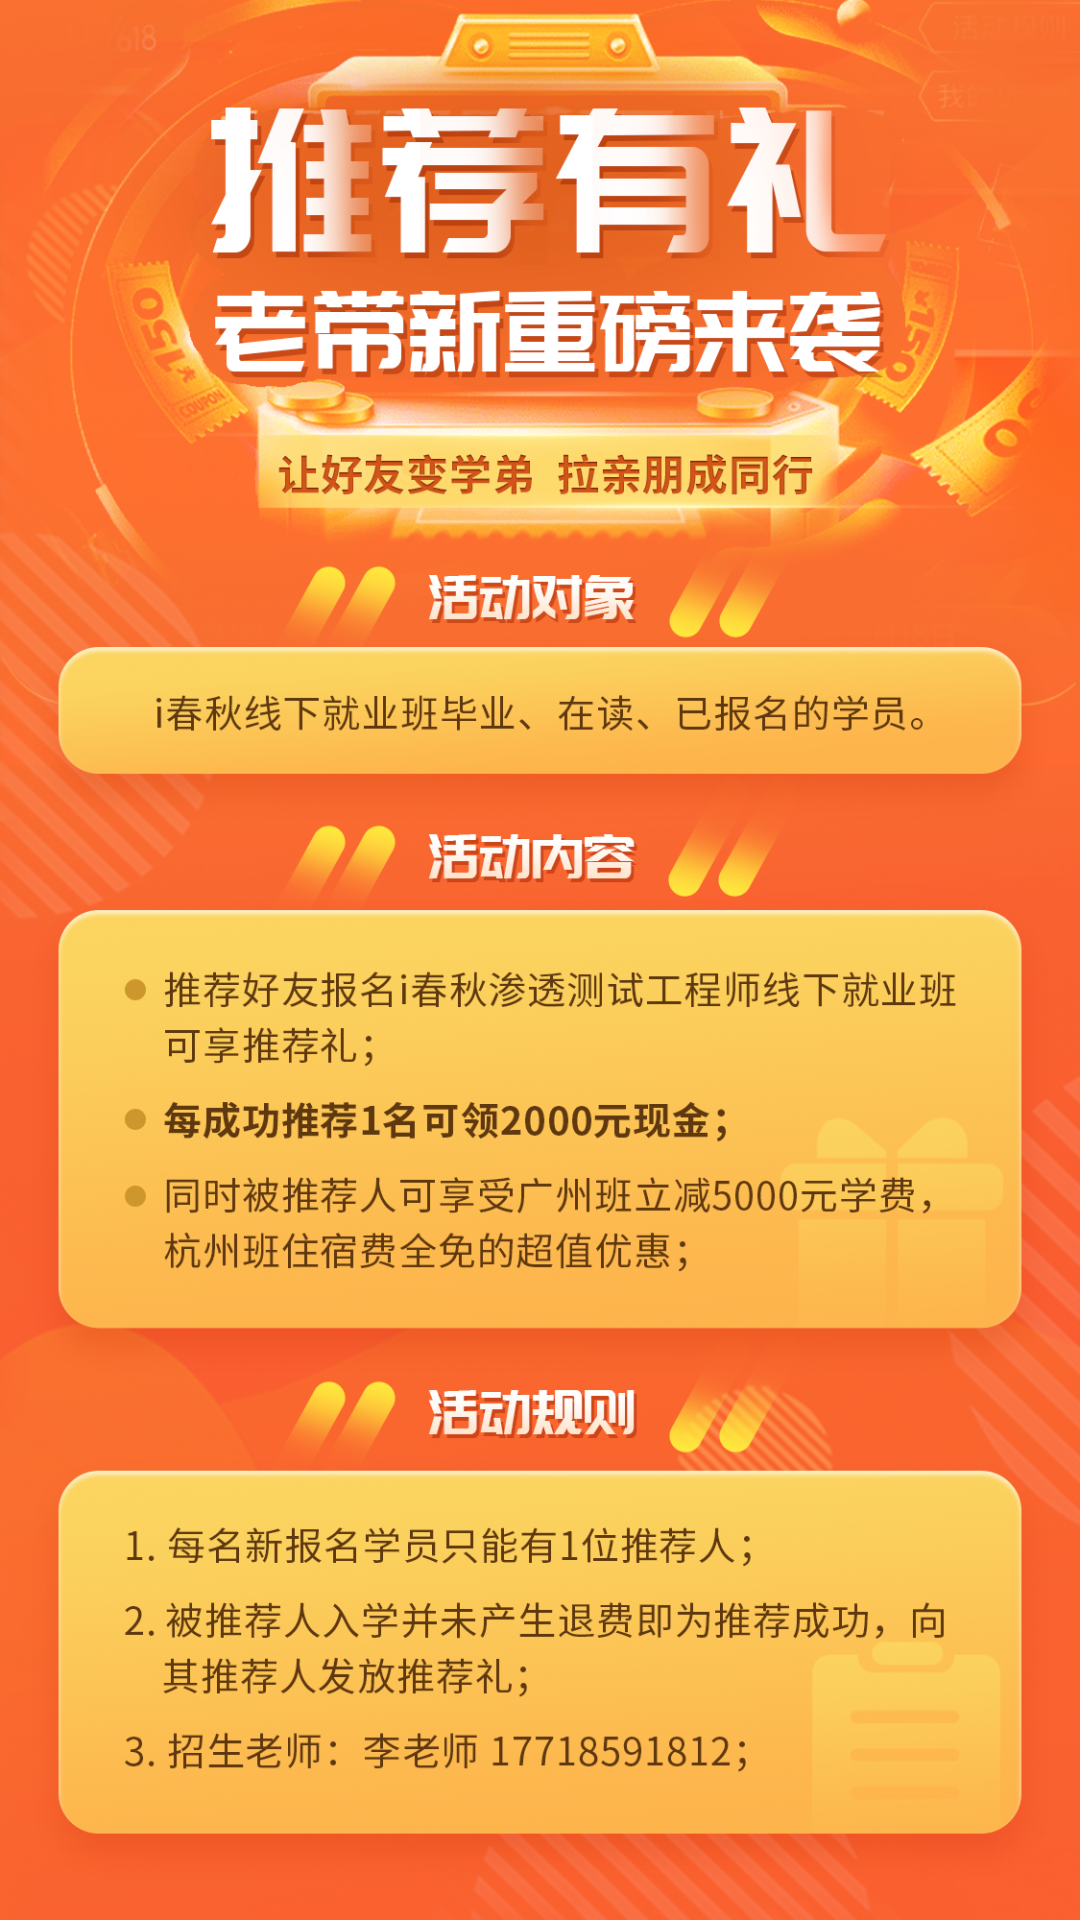 618
活动规则
推荐有礼
老带新重磅来袭
150
COUPON
150
让好友变学弟 拉亲朋成同行
活动对象
i春秋线下就业班毕业、在读、已报名的学员。
活动内容
推荐好友报名i春秋渗透测试工程师线下就业班
可享推荐礼；
每成功推荐1名可领2000元现金；
同时被推荐人可享受广州班立减5000元学费，
杭州班住宿费全免的超值优惠；
活动规则
1. 每名新报名学员只能有1位推荐人；
2. 被推荐人入学并未产生退费即为推荐成功，向
其推荐人发放推荐礼；
3. 招生老师：李老师 17718591812；